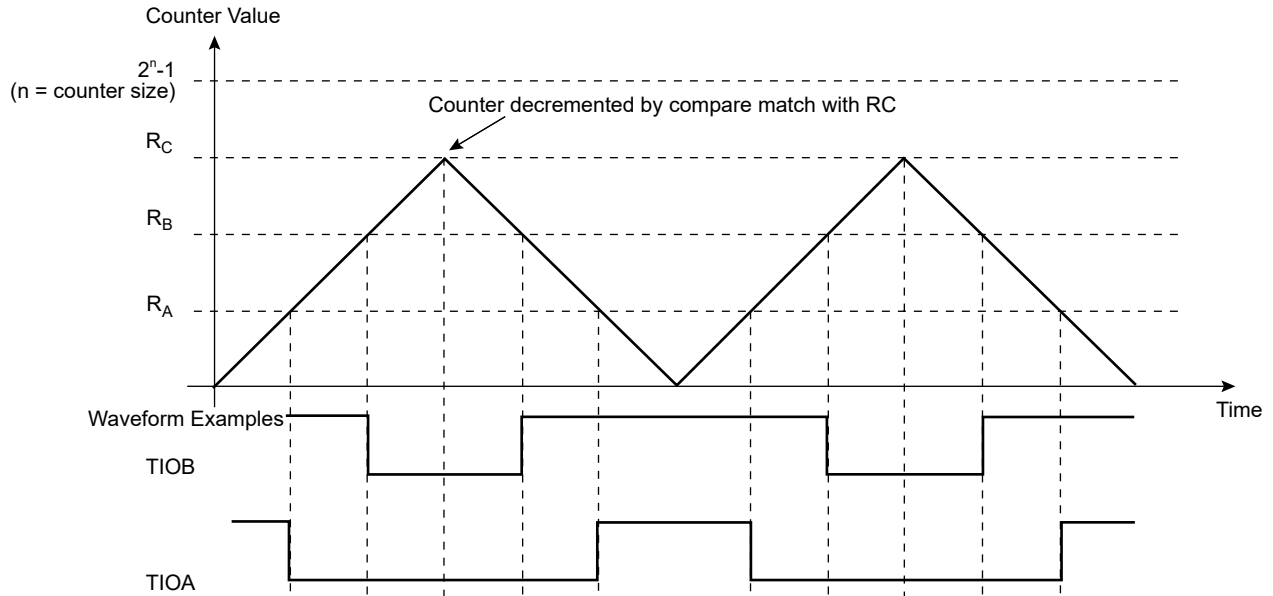 Counter Value
2ⁿ-1
(n = counter size)
Counter decremented by compare match with RC
R_C
R_B
R_A
Time
Waveform Examples
TIOB
TIOA